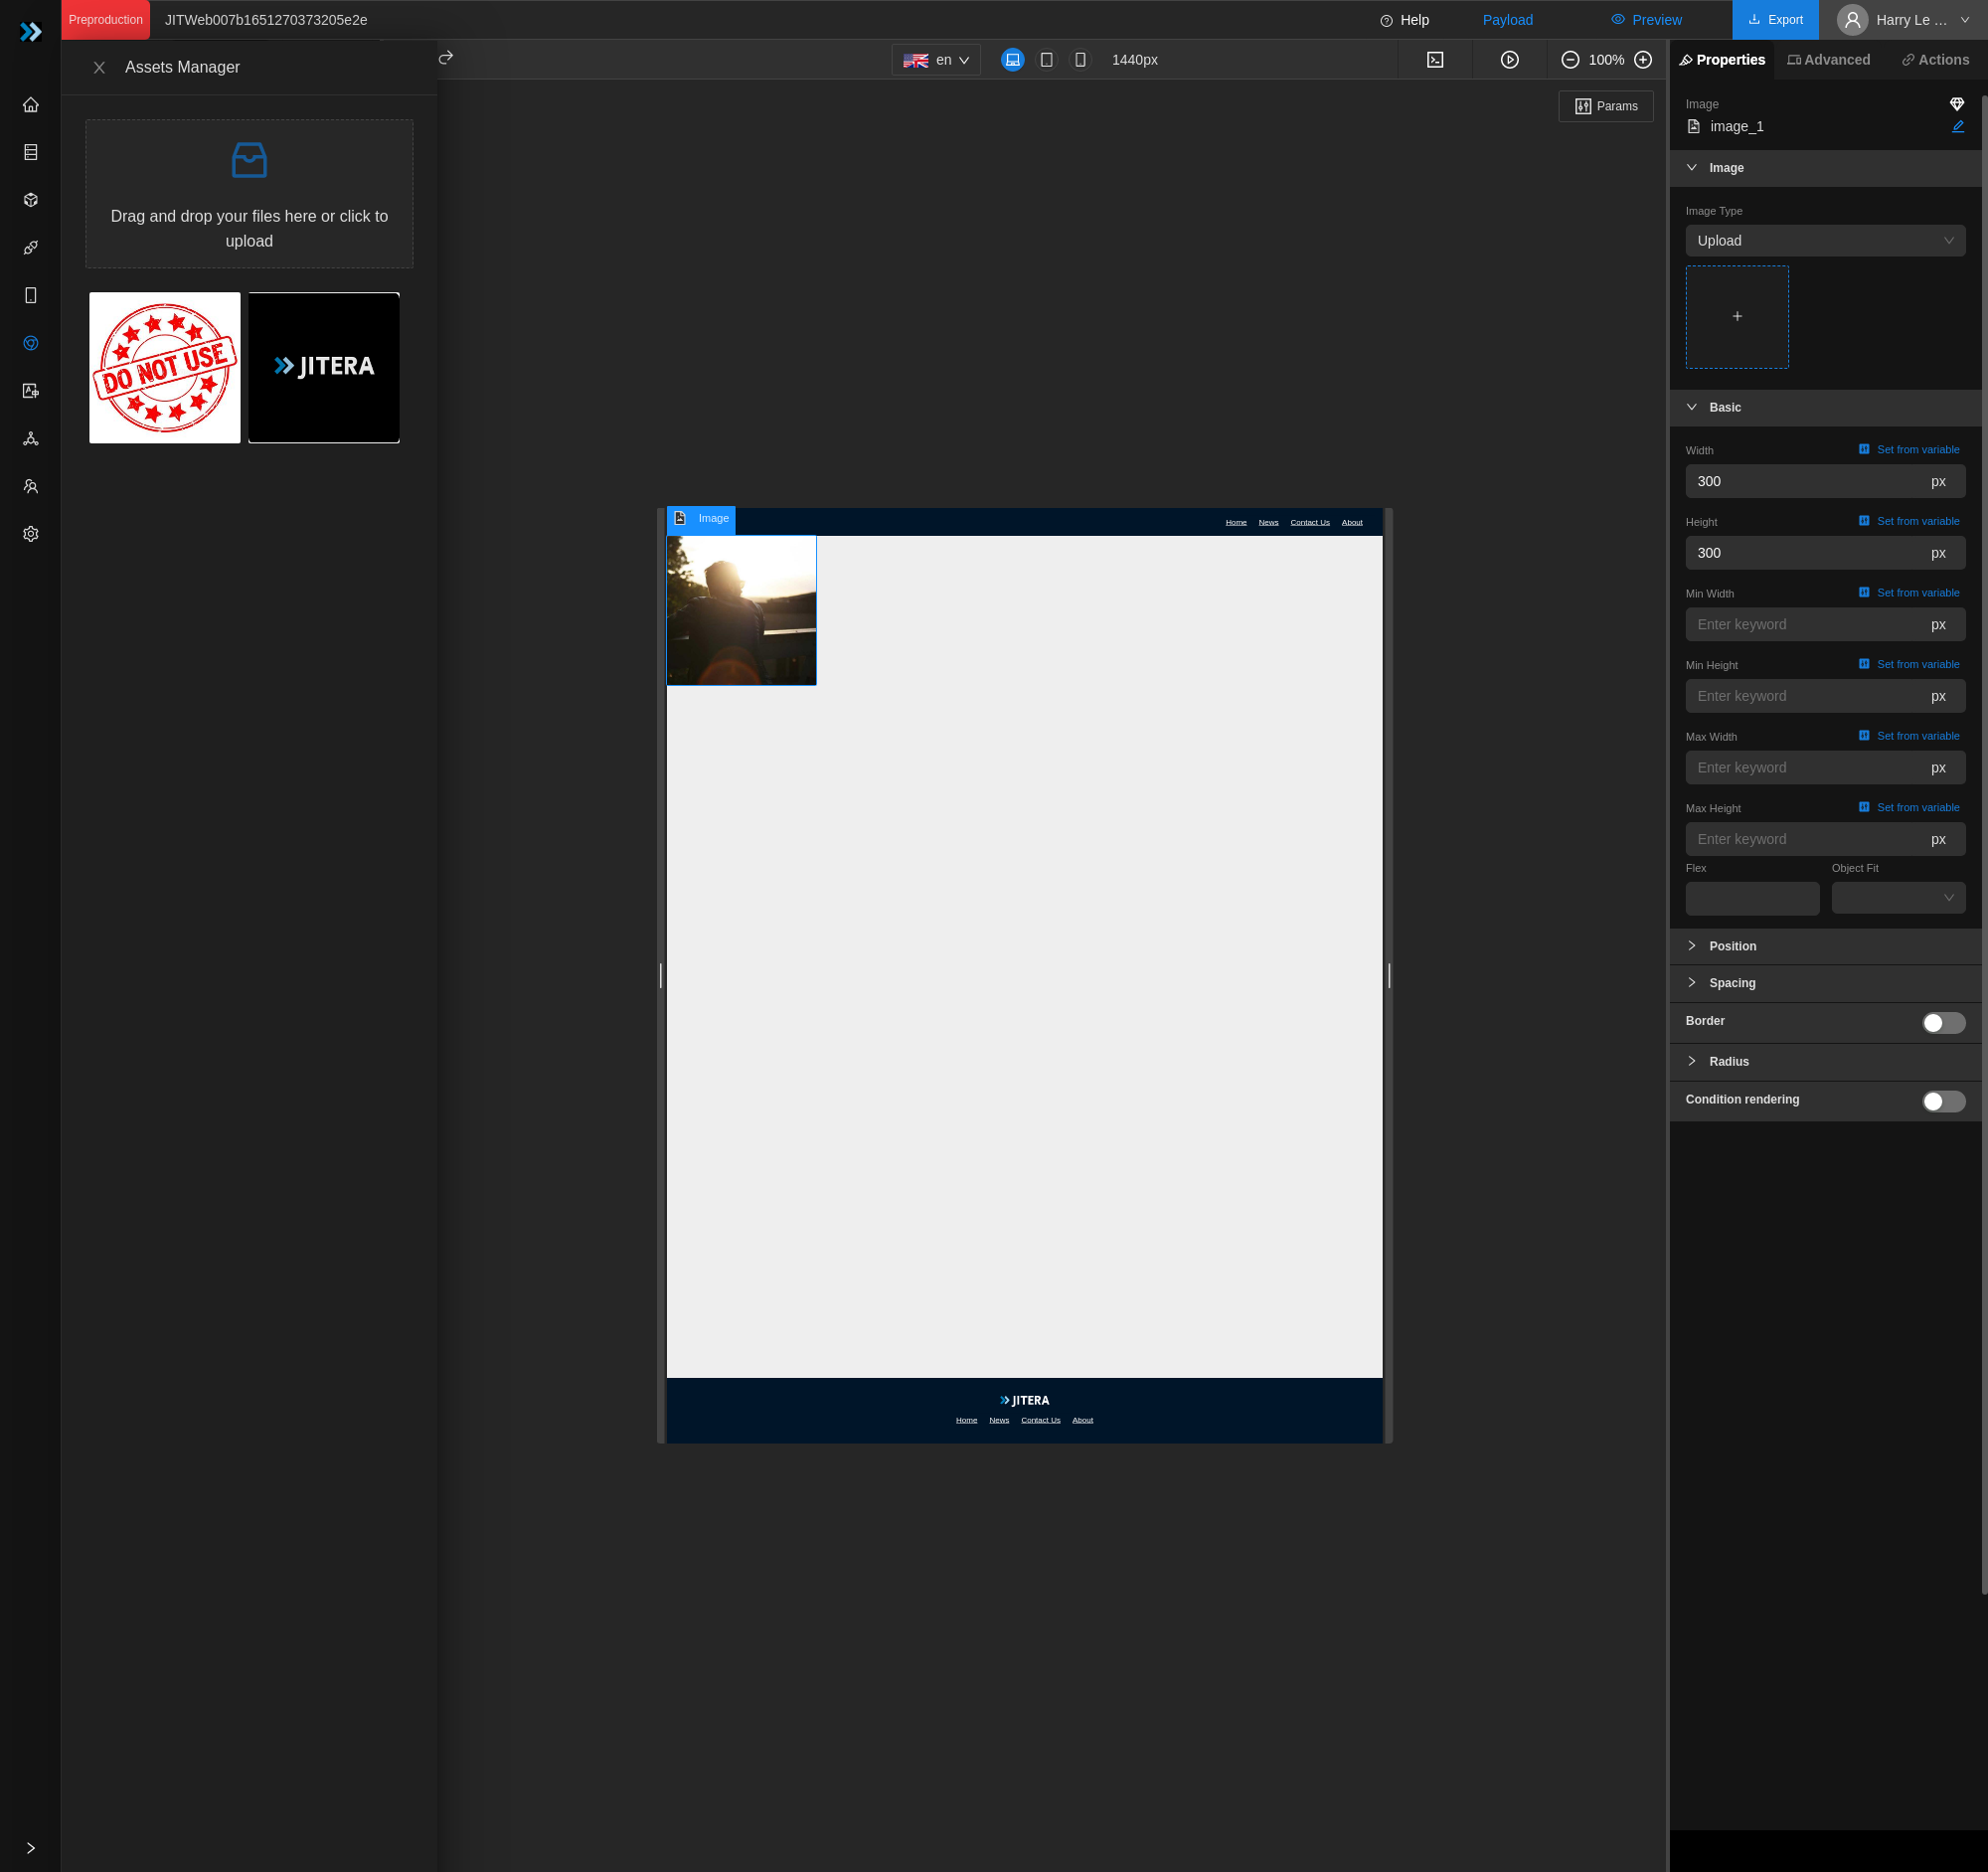 Preproduction
JITWeb007b1651270373205e2e
Help
Payload
Preview
Export
Harry Le ...
Assets Manager
en
1440px
100%
Properties
Advanced
Actions
Params
Drag and drop your files here or click to
upload
DO NOT USE
JITERA
Image
Home
News
Contact Us
About
JITERA
Home
News
Contact Us
About
Image
image_1
Image
Image Type
Upload
Basic
Width
Set from variable
300
px
Height
Set from variable
300
px
Min Width
Set from variable
Enter keyword
px
Min Height
Set from variable
Enter keyword
px
Max Width
Set from variable
Enter keyword
px
Max Height
Set from variable
Enter keyword
px
Flex
Object Fit
Position
Spacing
Border
Radius
Condition rendering